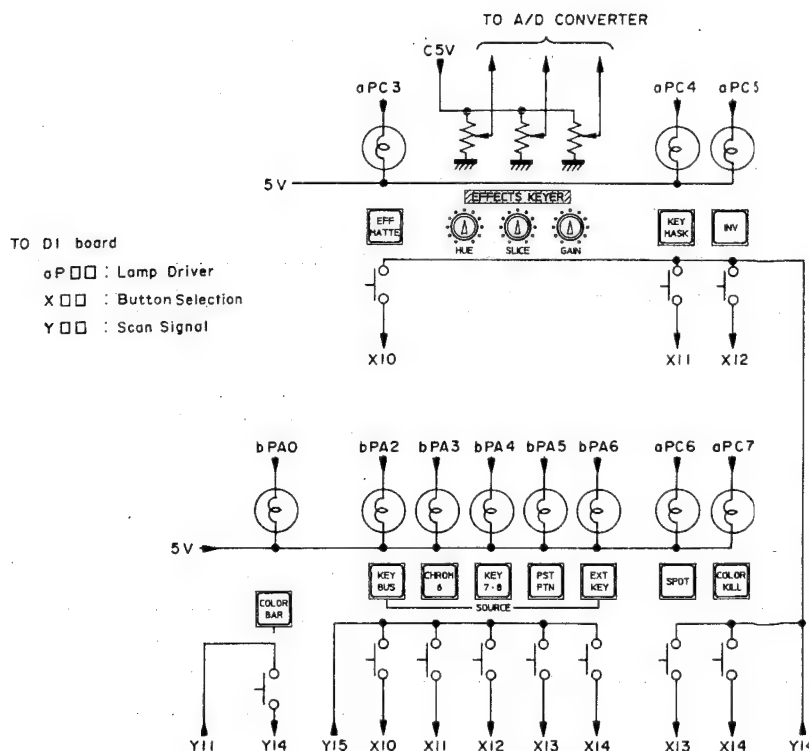 TO A/D CONVERTER
C5V
aPC3 aPC4 aPC5
5V
EFFECTS KEYER
EFF MATTE
HUE SLICE GAIN
KEY MASK
INV
TO D1 board
aP□□ : Lamp Driver
X□□ : Button Selection
Y□□ : Scan Signal
X10 X11 X12
bPA0 bPA2 bPA3 bPA4 bPA5 bPA6 aPC6 aPC7
5V
COLOR BAR
KEY BUS
CHROM 6
KEY 7-8
PST PTN
EXT KEY
SPOT
COLOR KILL
SOURCE
Y11 Y14 Y15 X10 X11 X12 X13 X14 X13 X14